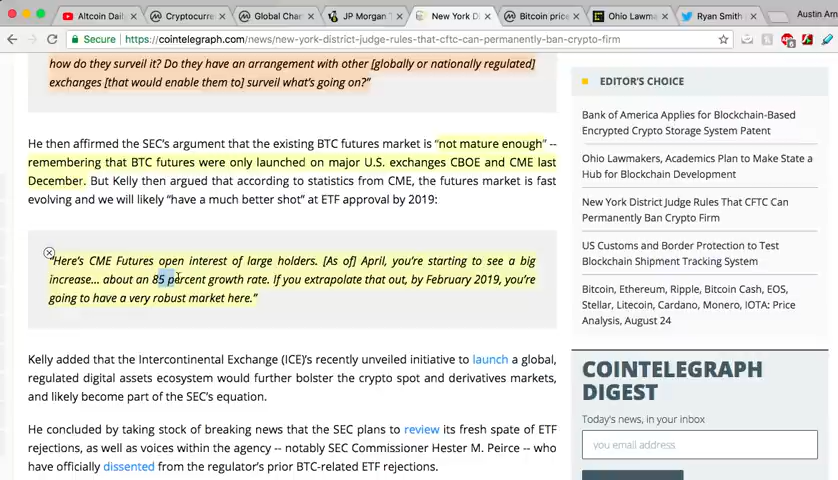 Altcoin Daily
Cryptocurre
Global Char
JP Morgan T
New York Di
Bitcoin price
Ohio Lawma
Ryan Smith
Austin Arn
Secure
https://cointelegraph.com/news/new-york-district-judge-rules-that-cftc-can-permanently-ban-crypto-firm
how do they surveil it? Do they have an arrangement with other [globally or nationally regulated]
exchanges [that would enable them to] surveil what's going on?"
He then affirmed the SEC's argument that the existing BTC futures market is "not mature enough" --
remembering that BTC futures were only launched on major U.S. exchanges CBOE and CME last
December. But Kelly then argued that according to statistics from CME, the futures market is fast
evolving and we will likely "have a much better shot" at ETF approval by 2019:
"Here's CME Futures open interest of large holders. [As of] April, you're starting to see a big
increase... about an 85 percent growth rate. If you extrapolate that out, by February 2019, you're
going to have a very robust market here."
Kelly added that the Intercontinental Exchange (ICE)'s recently unveiled initiative to launch a global,
regulated digital assets ecosystem would further bolster the crypto spot and derivatives markets,
and likely become part of the SEC's equation.
He concluded by taking stock of breaking news that the SEC plans to review its fresh spate of ETF
rejections, as well as voices within the agency -- notably SEC Commissioner Hester M. Peirce -- who
have officially dissented from the regulator's prior BTC-related ETF rejections.
EDITOR'S CHOICE
Bank of America Applies for Blockchain-Based
Encrypted Crypto Storage System Patent
Ohio Lawmakers, Academics Plan to Make State a
Hub for Blockchain Development
New York District Judge Rules That CFTC Can
Permanently Ban Crypto Firm
US Customs and Border Protection to Test
Blockchain Shipment Tracking System
Bitcoin, Ethereum, Ripple, Bitcoin Cash, EOS,
Stellar, Litecoin, Cardano, Monero, IOTA: Price
Analysis, August 24
COINTELEGRAPH
DIGEST
Today's news, in your inbox
you email address